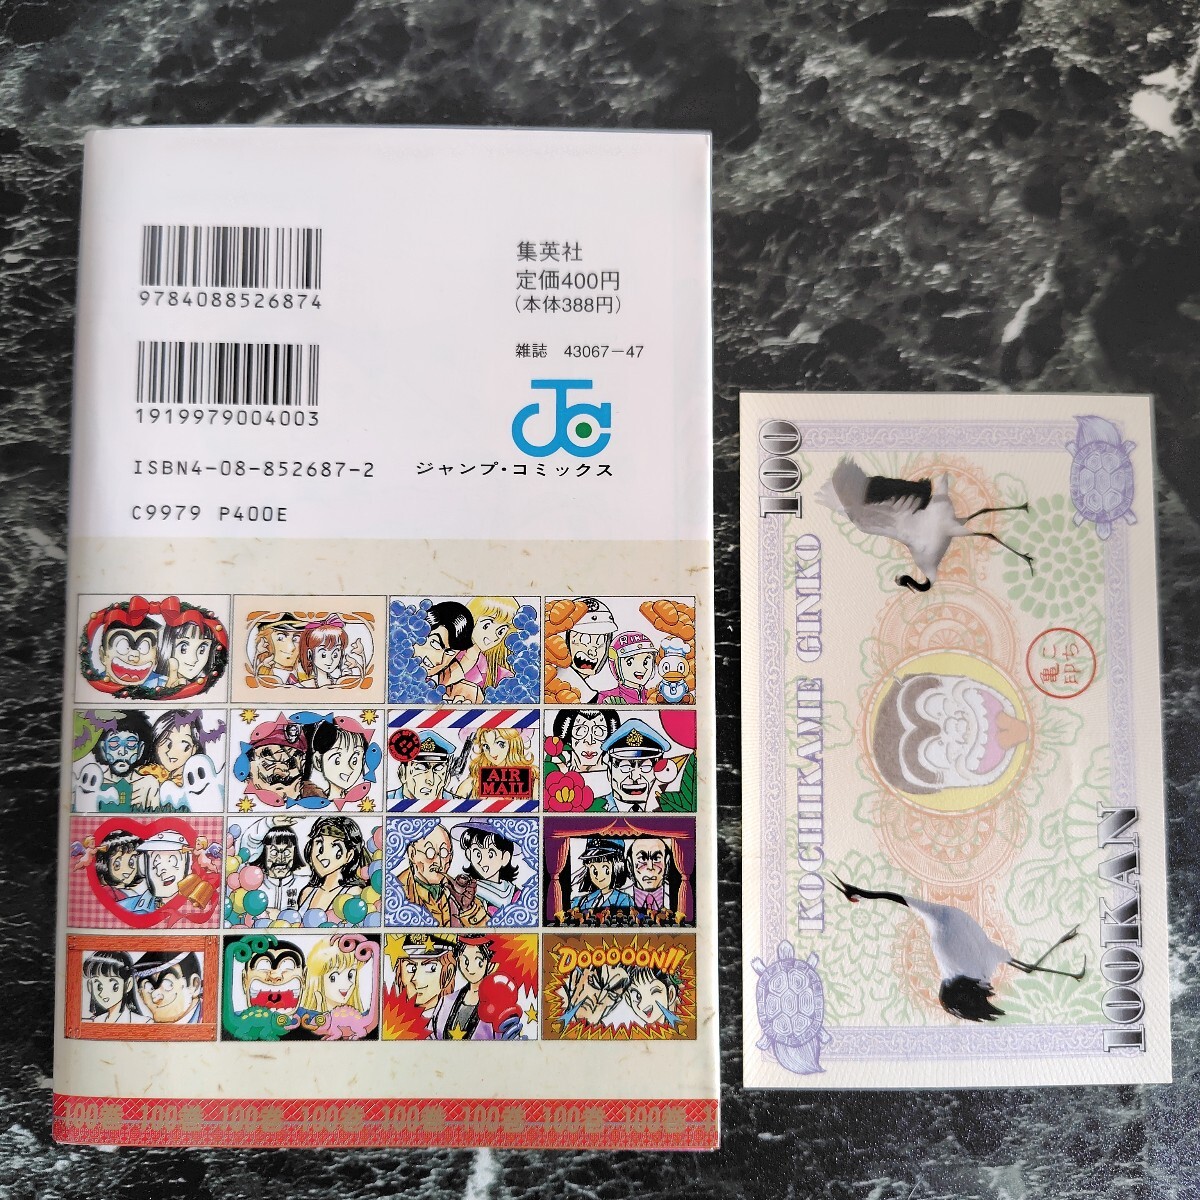 9784088526874
集英社
定価400円
(本体388円)
雑誌 43067-47
1919979004003
ISBN4-08-852687-2
ジャンプ・コミックス
C9979 P400E
RIKA
AIR
MAIL
DOOOOON!!
100巻 100巻 100巻 100巻 100巻 100巻 100巻 100巻
100
KOCHIKAME GINKO
こち
亀印
100KAN